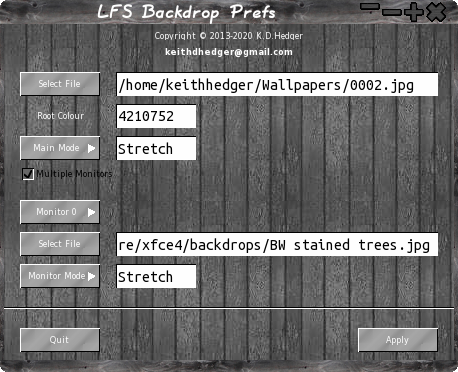 LFS Backdrop Prefs
Copyright © 2013-2020 K.D.Hedger
keithdhedger@gmail.com
Select File /home/keithhedger/Wallpapers/0002.jpg
Root Colour 4210752
Main Mode Stretch
Multiple Monitors
Monitor 0
Select File re/xfce4/backdrops/BW stained trees.jpg
Monitor Mode Stretch
Quit Apply